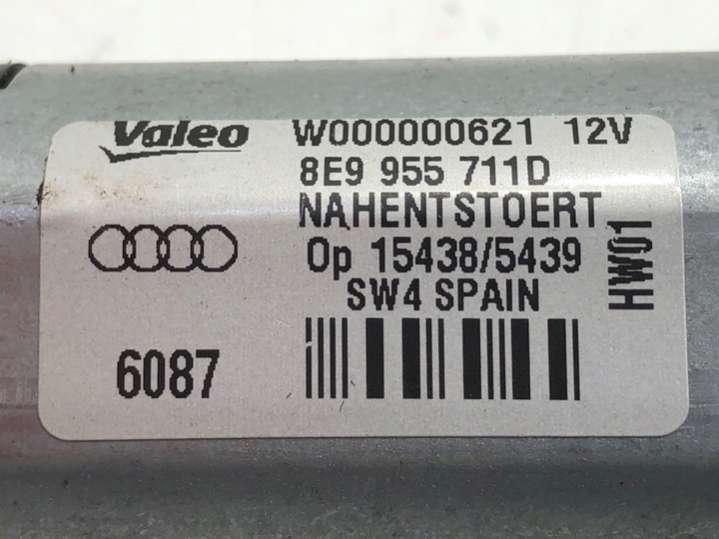 Valeo W000000621 12V
8E9 955 711D
NAHENTSTOERT
Op 15438/5439
SW4 SPAIN
HW01
6087